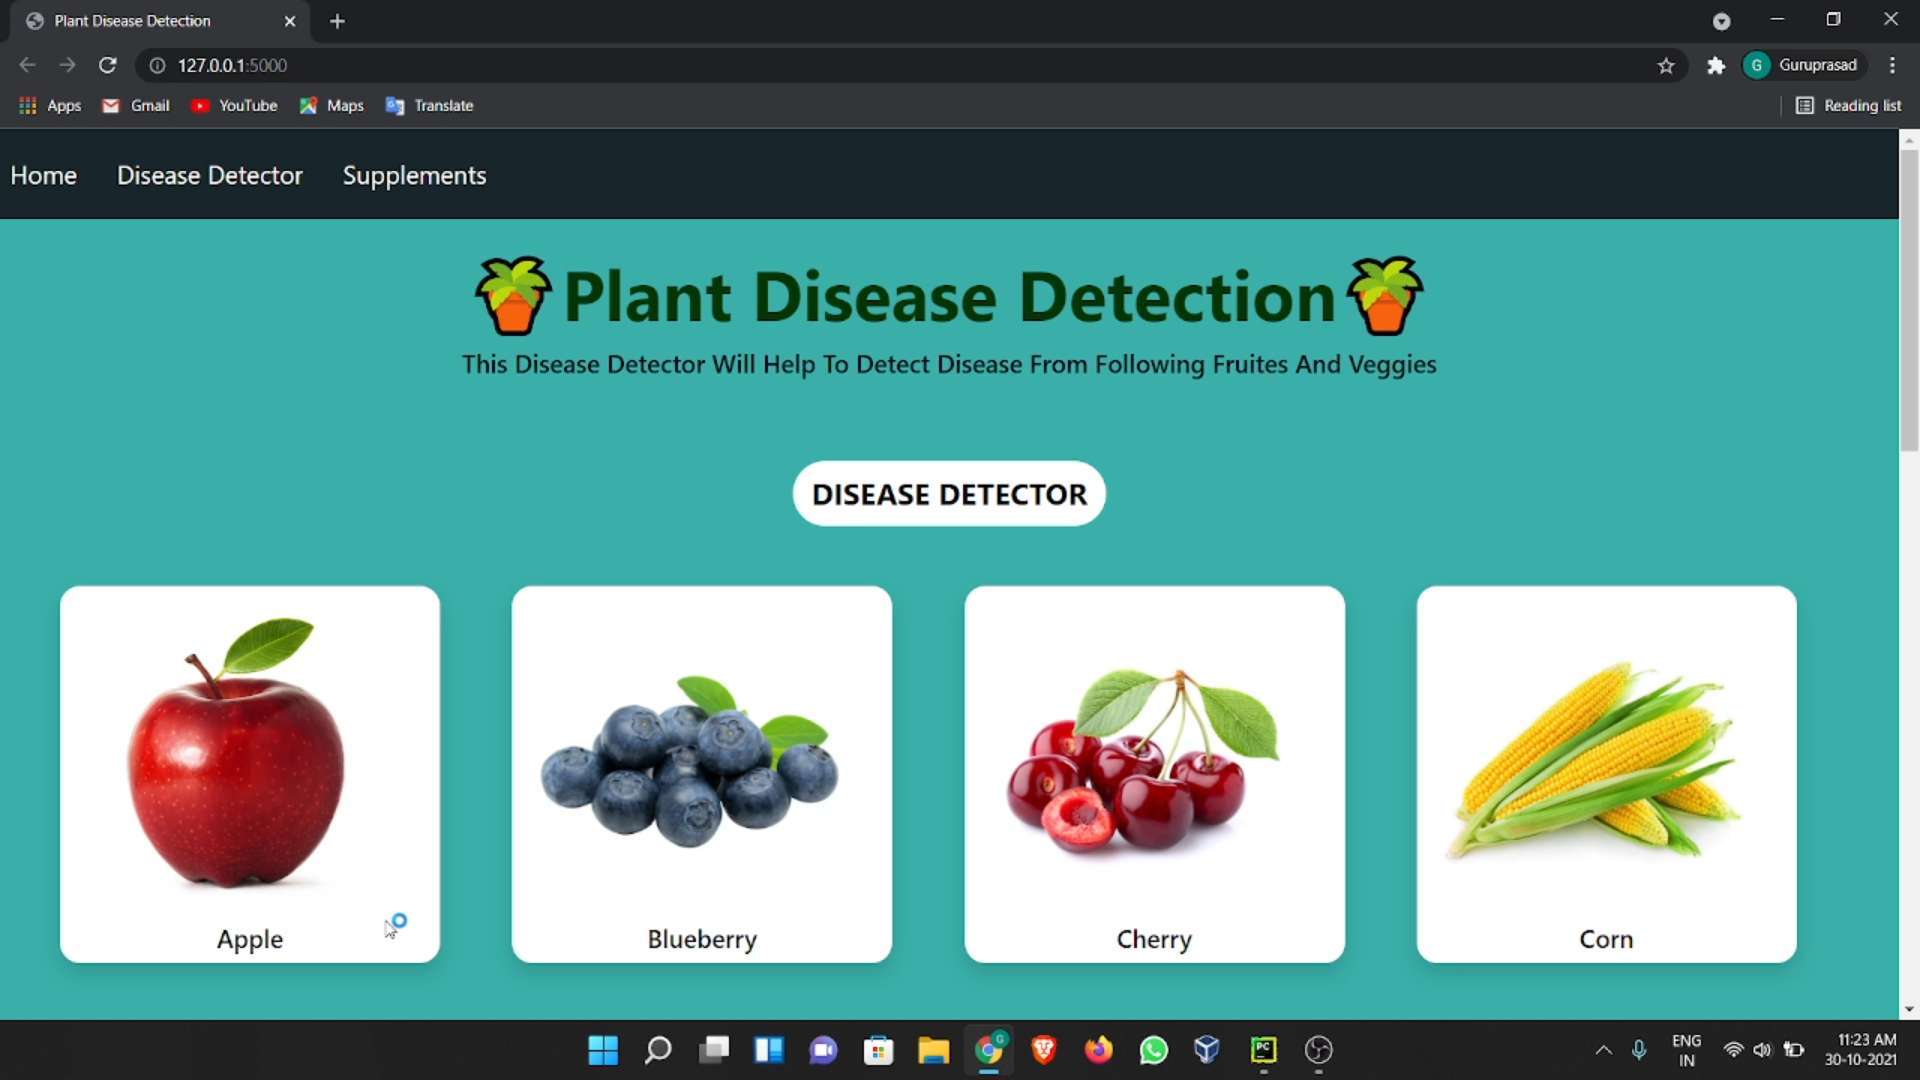 Plant Disease Detection
127.0.0.1:5000
G Guruprasad
Apps Gmail YouTube Maps Translate Reading list
Home Disease Detector Supplements
Plant Disease Detection
This Disease Detector Will Help To Detect Disease From Following Fruites And Veggies
DISEASE DETECTOR
Apple Blueberry Cherry Corn
G
PC
ENG
IN
11:23 AM
30-10-2021